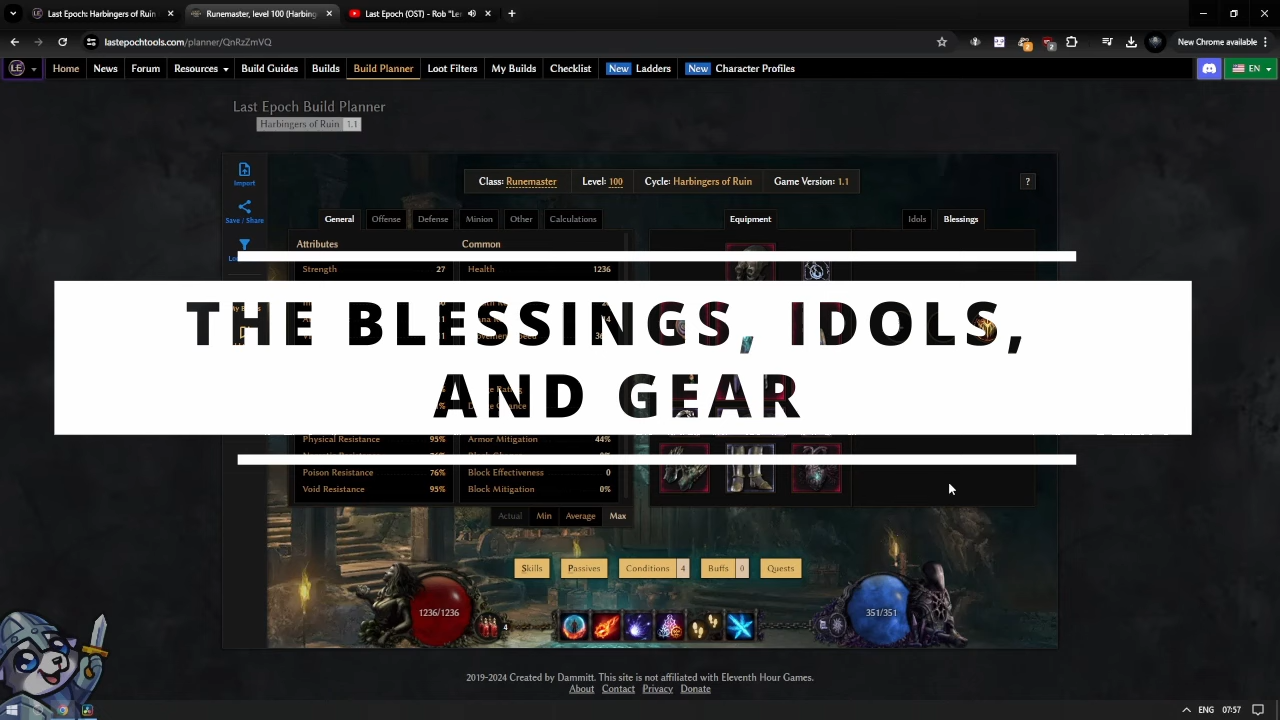 Last Epoch: Harbingers of Ruin
Runemaster, level 100 (Harbing
Last Epoch (OST) - Rob "Ler
lastepochtools.com/planner/QnRzZmVQ
New Chrome available
Home
News
Forum
Resources
Build Guides
Builds
Build Planner
Loot Filters
My Builds
Checklist
New Ladders
New Character Profiles
EN
Last Epoch Build Planner
Harbingers of Ruin 1.1
Import
Save / Share
Class: Runemaster
Level: 100
Cycle: Harbingers of Ruin
Game Version: 1.1
?
General
Offense
Defense
Minion
Other
Calculations
Equipment
Idols
Blessings
Attributes
Common
Strength 27
Health 1236
THE BLESSINGS, IDOLS,
AND GEAR
Physical Resistance 95%
Armor Mitigation 44%
Poison Resistance 76%
Block Effectiveness 0
Void Resistance 95%
Block Mitigation 0%
Actual
Min
Average
Max
Skills
Passives
Conditions 4
Buffs 0
Quests
1236/1236
4
351/351
2019-2024 Created by Dammitt. This site is not affiliated with Eleventh Hour Games.
About Contact Privacy Donate
ENG 07:57